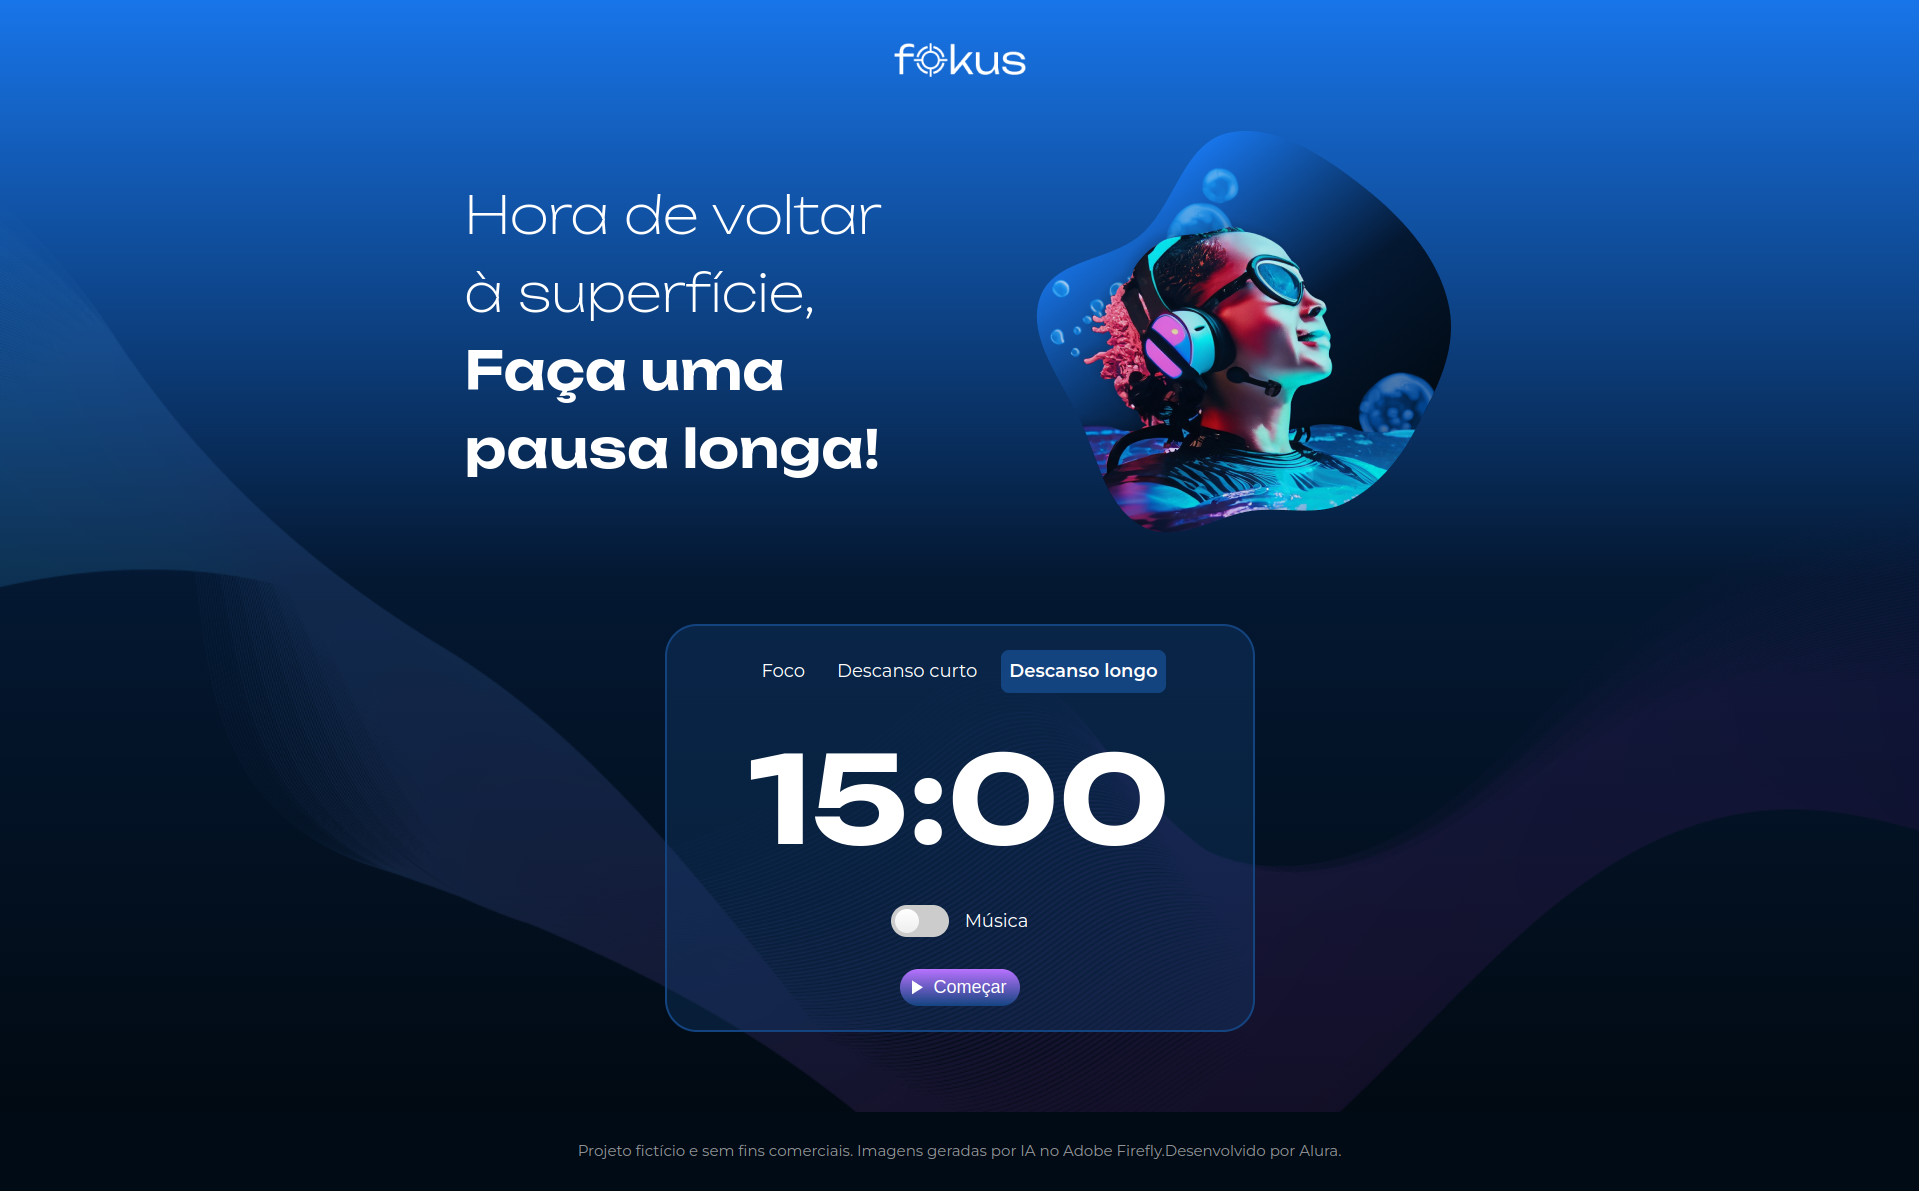 fokus
Hora de voltar
à superfície,
Faça uma
pausa longa!
Foco Descanso curto Descanso longo
15:00
Música
Começar
Projeto fictício e sem fins comerciais. Imagens geradas por IA no Adobe Firefly.Desenvolvido por Alura.